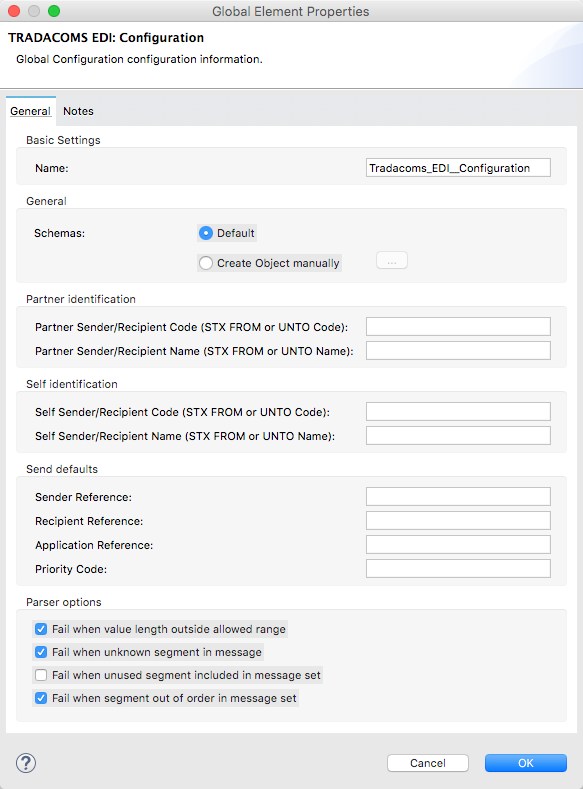 Global Element Properties
TRADACOMS EDI: Configuration
Global Configuration configuration information.
General Notes
Basic Settings
Name: Tradacoms_EDI__Configuration
General
Schemas: Default
Create Object manually ...
Partner identification
Partner Sender/Recipient Code (STX FROM or UNTO Code):
Partner Sender/Recipient Name (STX FROM or UNTO Name):
Self identification
Self Sender/Recipient Code (STX FROM or UNTO Code):
Self Sender/Recipient Name (STX FROM or UNTO Name):
Send defaults
Sender Reference:
Recipient Reference:
Application Reference:
Priority Code:
Parser options
Fail when value length outside allowed range
Fail when unknown segment in message
Fail when unused segment included in message set
Fail when segment out of order in message set
? Cancel OK